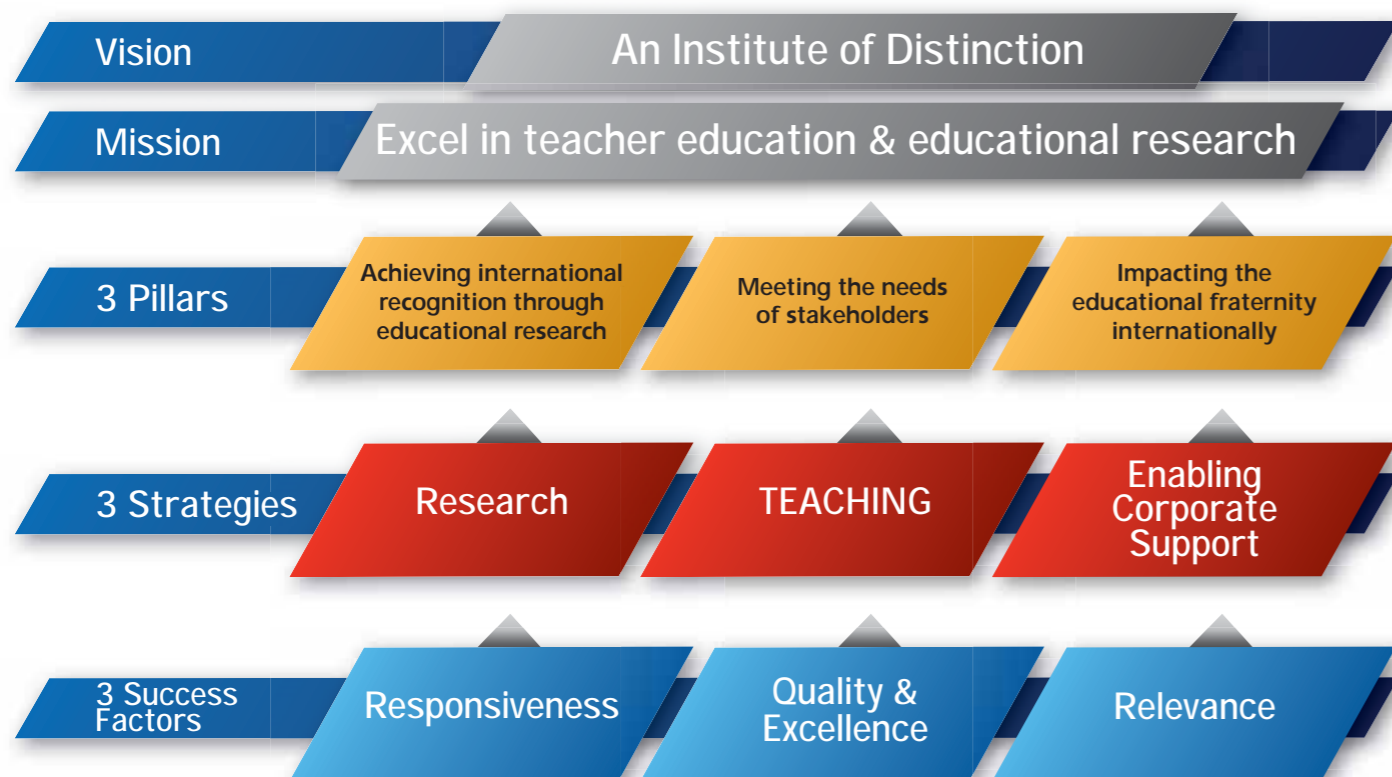 Vision
An Institute of Distinction
Mission
Excel in teacher education & educational research
3 Pillars
Achieving international
recognition through
educational research
Meeting the needs
of stakeholders
Impacting the
educational fraternity
internationally
3 Strategies
Research
TEACHING
Enabling
Corporate
Support
3 Success
Factors
Responsiveness
Quality &
Excellence
Relevance